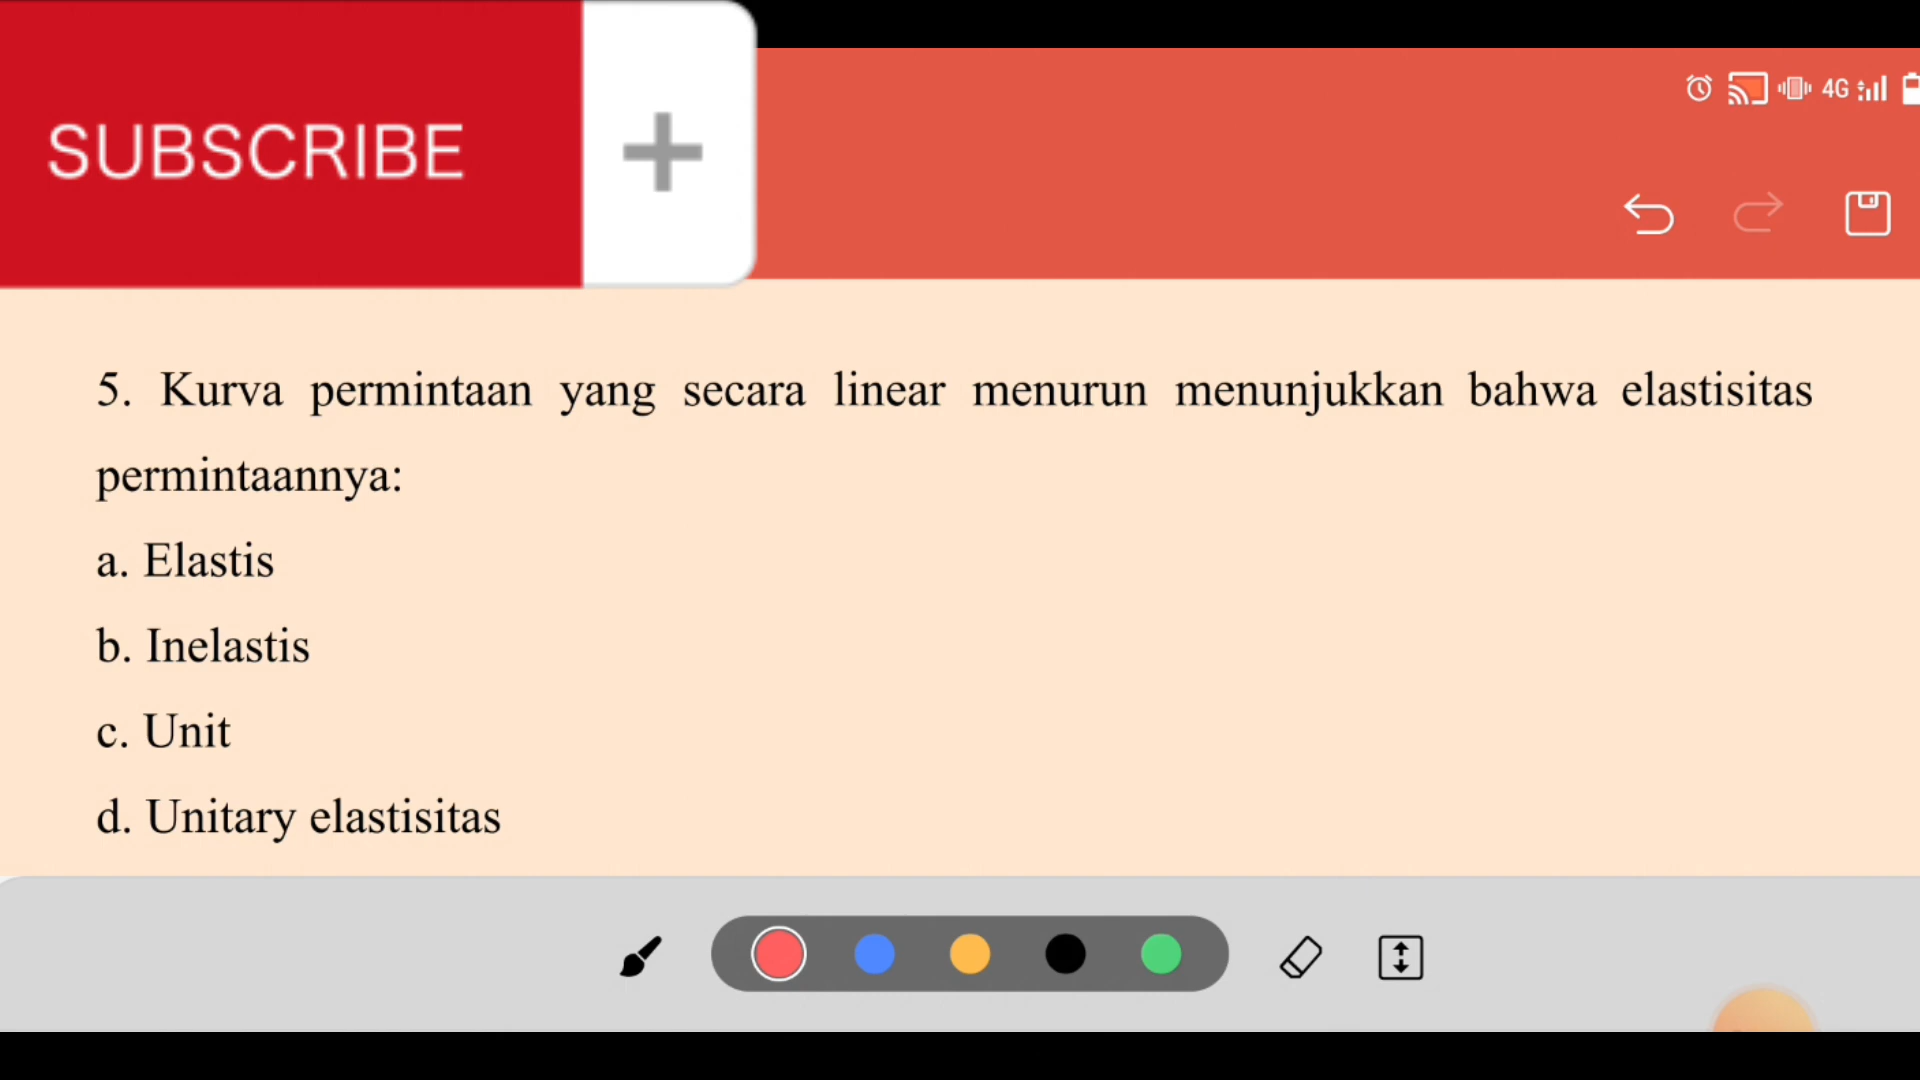 SUBSCRIBE
4G
5. Kurva permintaan yang secara linear menurun menunjukkan bahwa elastisitas
permintaannya:
a. Elastis
b. Inelastis
c. Unit
d. Unitary elastisitas